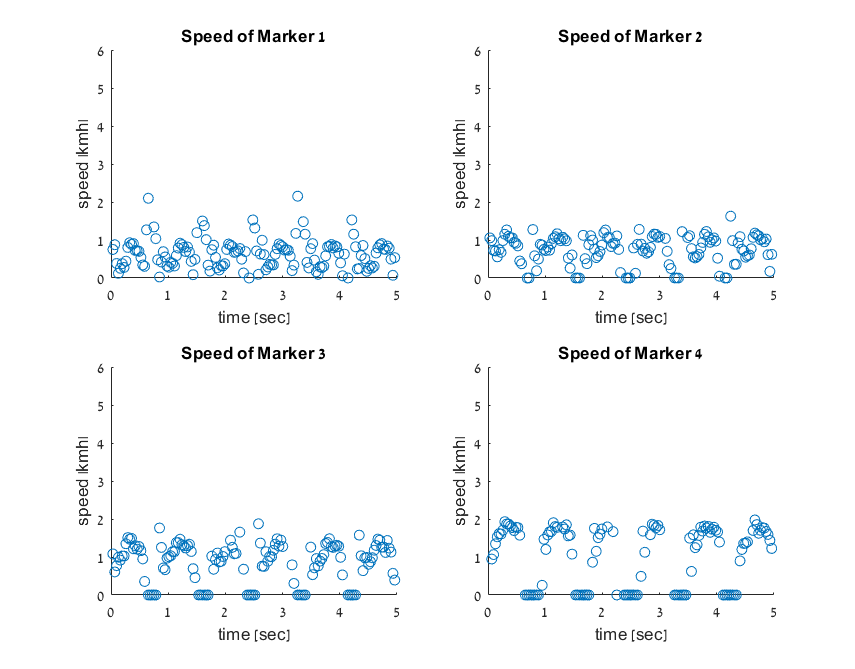 Speed of Marker 1
6
5
4
3
2
1
0
speed [kmh]
0 1 2 3 4 5
time [sec]
Speed of Marker 2
6
5
4
3
2
1
0
speed [kmh]
0 1 2 3 4 5
time [sec]
Speed of Marker 3
6
5
4
3
2
1
0
speed [kmh]
0 1 2 3 4 5
time [sec]
Speed of Marker 4
6
5
4
3
2
1
0
speed [kmh]
0 1 2 3 4 5
time [sec]